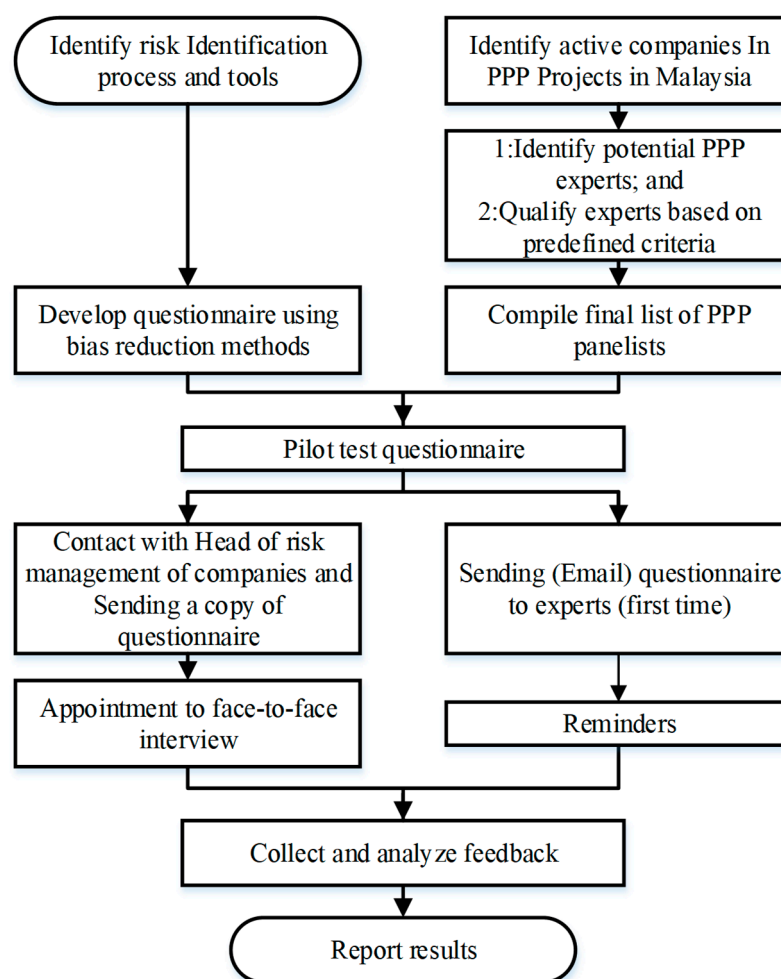 Identify risk Identification
process and tools
Identify active companies In
PPP Projects in Malaysia
1:Identify potential PPP
experts; and
2:Qualify experts based on
predefined criteria
Develop questionnaire using
bias reduction methods
Compile final list of PPP
panelists
Pilot test questionnaire
Contact with Head of risk
management of companies and
Sending a copy of
questionnaire
Sending (Email) questionnaire
to experts (first time)
Appointment to face-to-face
interview
Reminders
Collect and analyze feedback
Report results